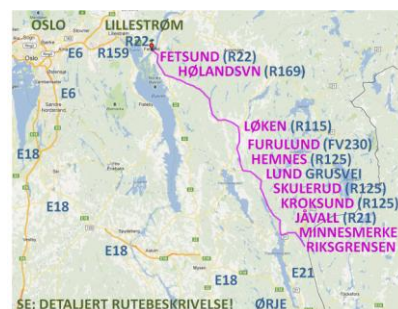 OSLO LILLESTRØM
R22
E6 R159
FETSUND (R22)
Oslo
HØLANDSVN (R169)
E6
LØKEN (R115)
FURULUND (FV230)
E18 HEMNES (R125)
LUND GRUSVEI
SKULERUD (R125)
E18 KROKSUND (R125)
JÅVALL (R21)
MINNESMERKE
E18 RIKSGRENSEN
E18 E21
SE: DETALJERT RUTEBESKRIVELSE! ØRJE